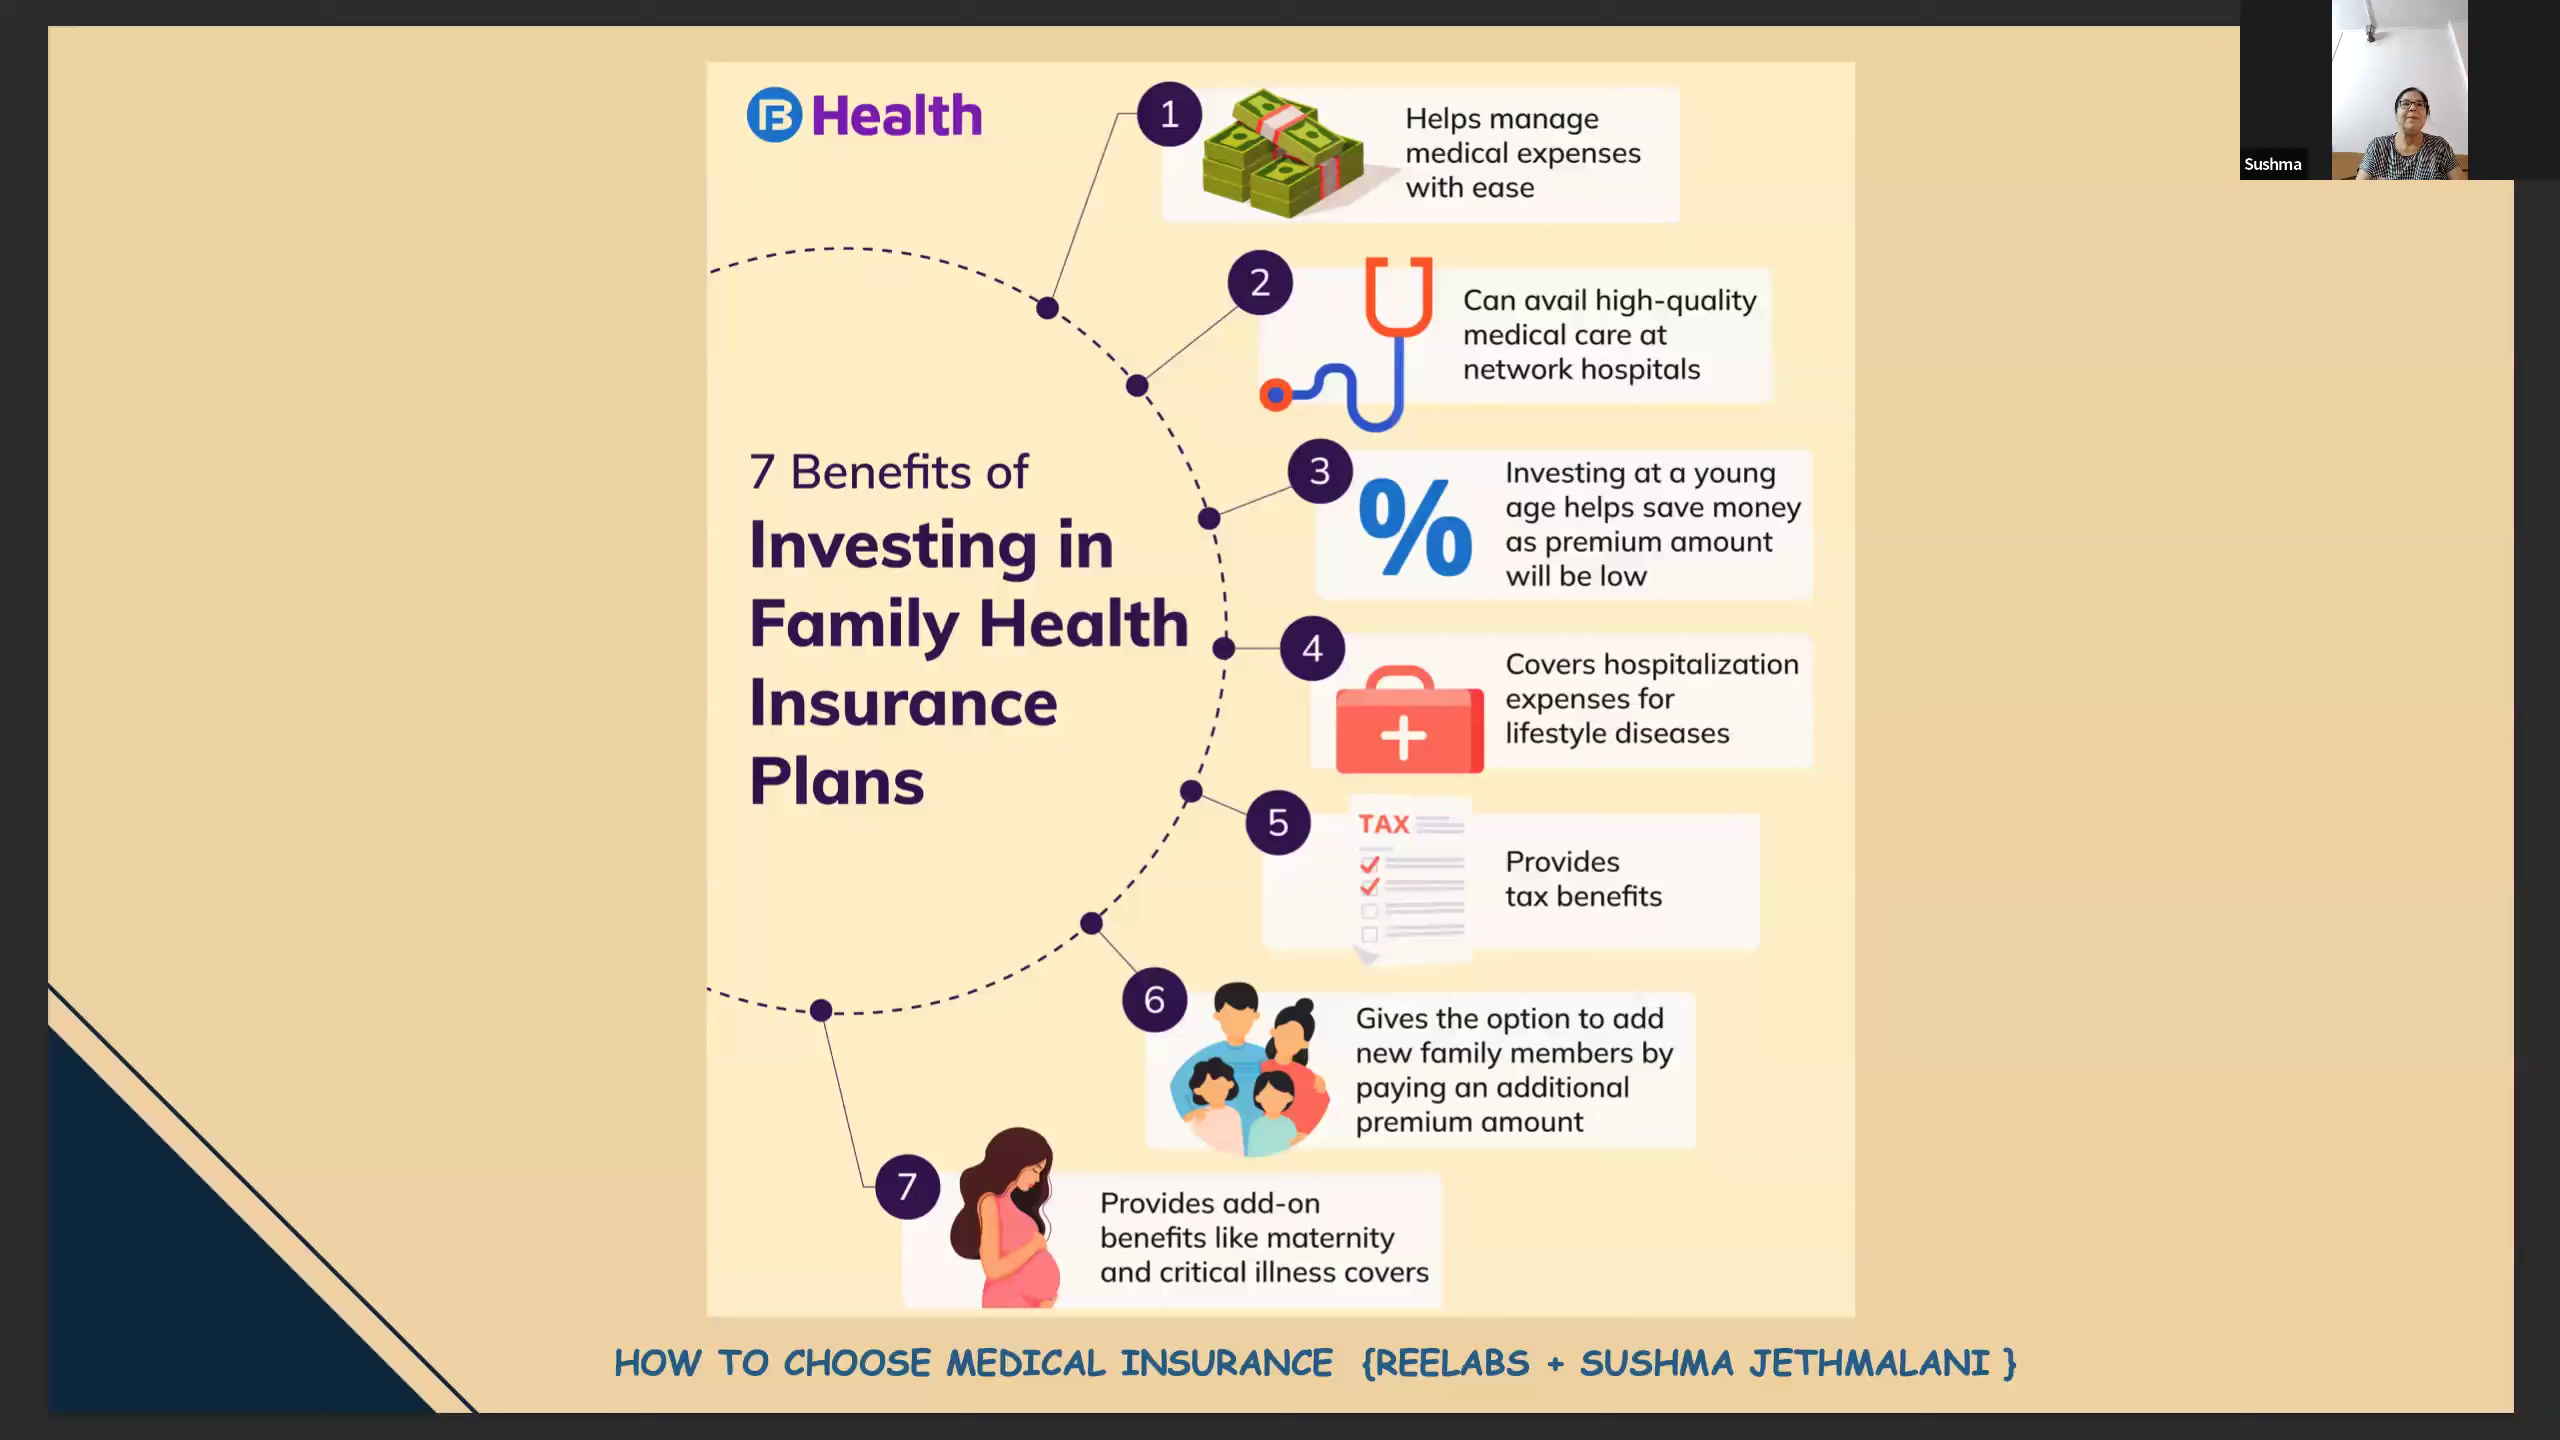 Health
1
Helps manage
medical expenses
with ease
2
Can avail high-quality
medical care at
network hospitals
3
%
Investing at a young
age helps save money
as premium amount
will be low
7 Benefits of
Investing in
Family Health
Insurance
Plans
4
Covers hospitalization
expenses for
lifestyle diseases
5
TAX
Provides
tax benefits
6
Gives the option to add
new family members by
paying an additional
premium amount
7
Provides add-on
benefits like maternity
and critical illness covers
HOW TO CHOOSE MEDICAL INSURANCE {REELABS + SUSHMA JETHMALANI }
Sushma